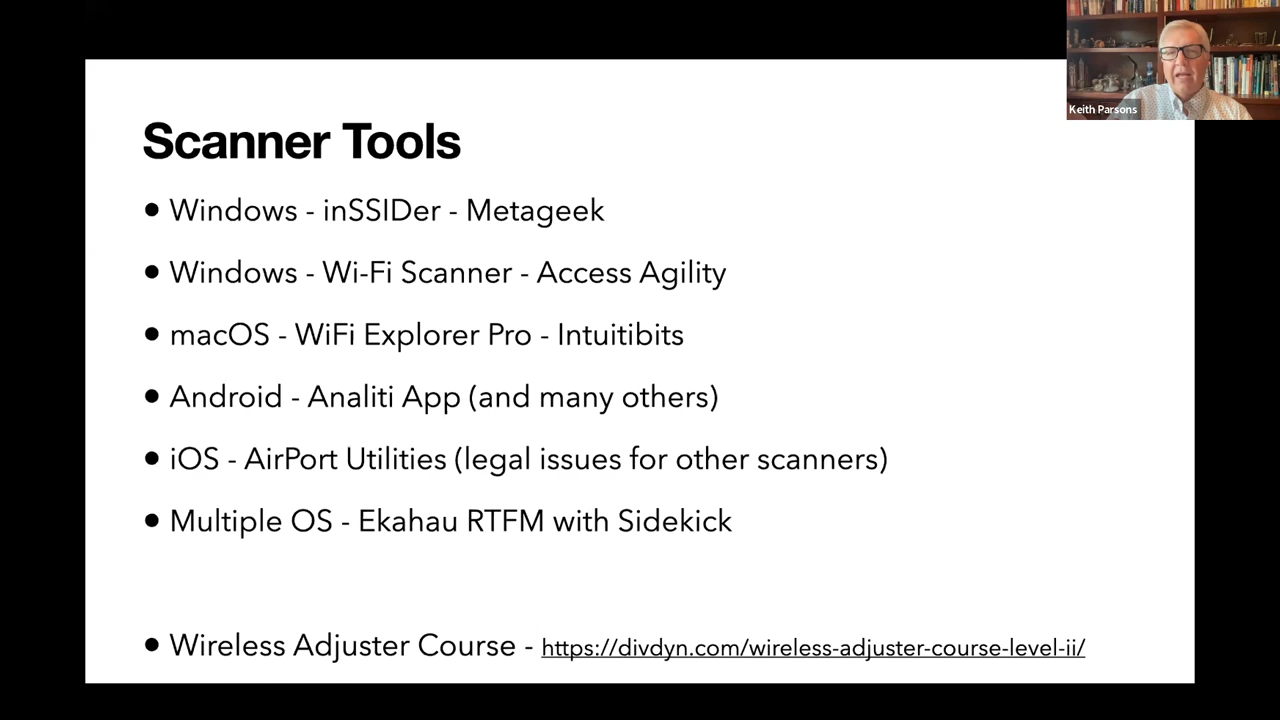 Keith Parsons
Scanner Tools
• Windows - inSSIDer - Metageek
• Windows - Wi-Fi Scanner - Access Agility
• macOS - WiFi Explorer Pro - Intuitibits
• Android - Analiti App (and many others)
• iOS - AirPort Utilities (legal issues for other scanners)
• Multiple OS - Ekahau RTFM with Sidekick
• Wireless Adjuster Course - https://divdyn.com/wireless-adjuster-course-level-ii/